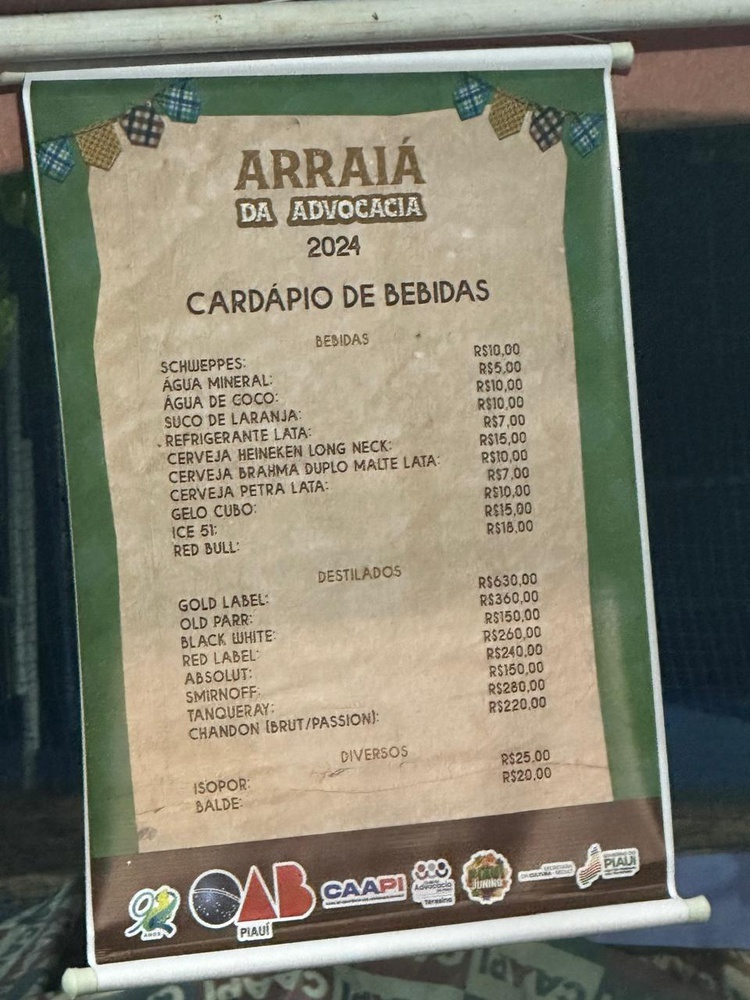 ARRAIÁ
DA ADVOCACIA
2024
CARDÁPIO DE BEBIDAS
BEBIDAS
SCHWEPPES: R$10,00
ÁGUA MINERAL: R$5,00
ÁGUA DE COCO: R$10,00
SUCO DE LARANJA: R$10,00
REFRIGERANTE LATA: R$7,00
CERVEJA HEINEKEN LONG NECK: R$15,00
CERVEJA BRAHMA DUPLO MALTE LATA: R$10,00
CERVEJA PETRA LATA: R$7,00
GELO CUBO: R$10,00
ICE 51: R$15,00
RED BULL: R$18,00
DESTILADOS
GOLD LABEL: R$630,00
OLD PARR: R$360,00
BLACK WHITE: R$150,00
RED LABEL: R$260,00
ABSOLUT: R$240,00
SMIRNOFF: R$150,00
TANQUERAY: R$280,00
CHANDON (BRUT/PASSION): R$220,00
DIVERSOS
ISOPOR: R$25,00
BALDE: R$20,00
ANOS
OAB
PIAUÍ
CAAPI
Advocacia
Teresina
JUNINO
PIAUÍ
CAAPI